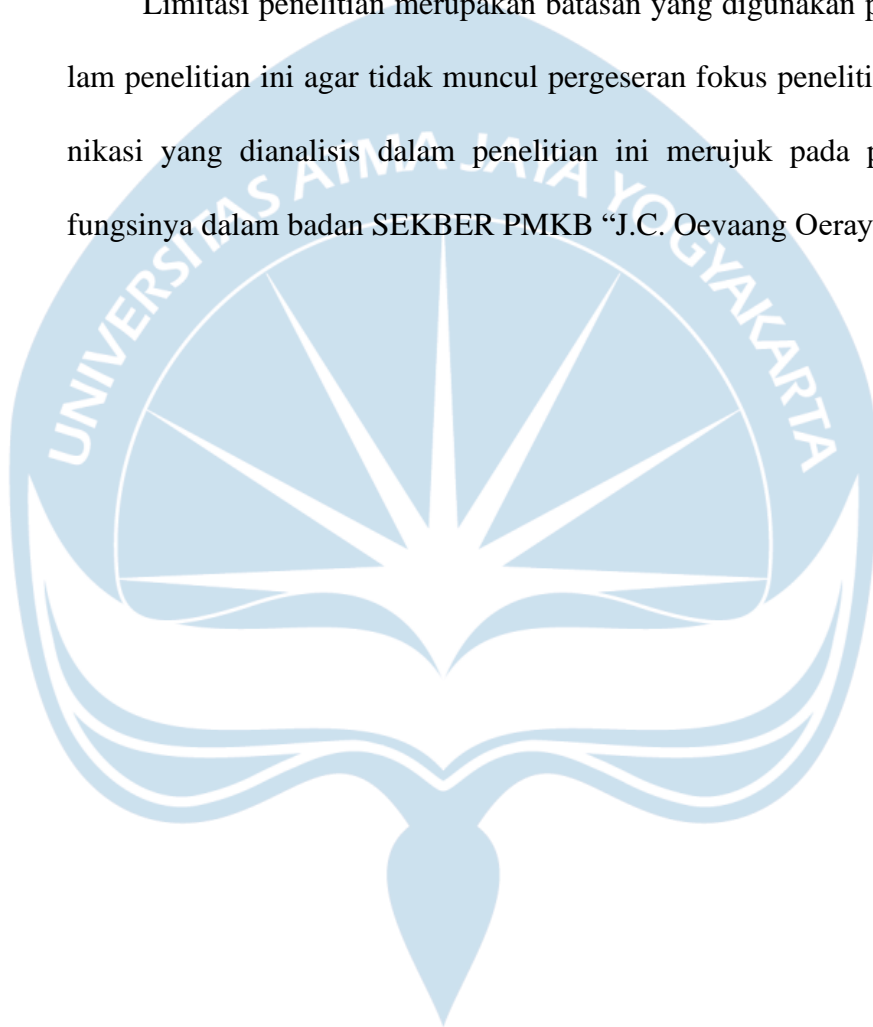 Limitasi penelitian merupakan batasan yang digunakan p
lam penelitian ini agar tidak muncul pergeseran fokus peneliti
nikasi yang dianalisis dalam penelitian ini merujuk pada p
fungsinya dalam badan SEKBER PMKB “J.C. Oevaang Oeray
UNIVERSITAS ATMA JAYA YOGYAKARTA